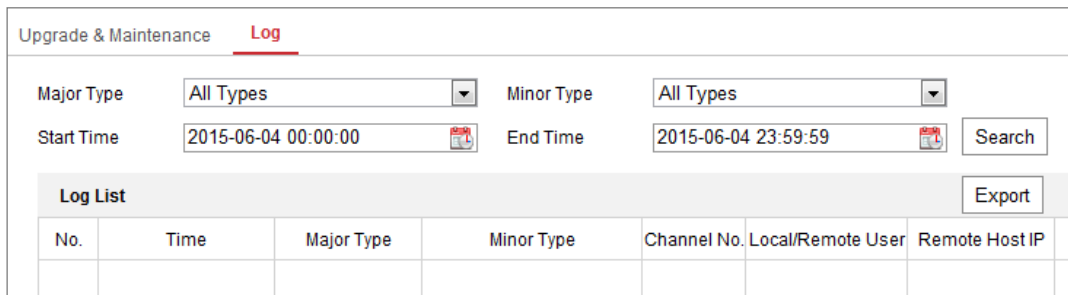 Upgrade & Maintenance Log
Major Type All Types Minor Type All Types
Start Time 2015-06-04 00:00:00 End Time 2015-06-04 23:59:59 Search
Log List Export
No. Time Major Type Minor Type Channel No. Local/Remote User Remote Host IP